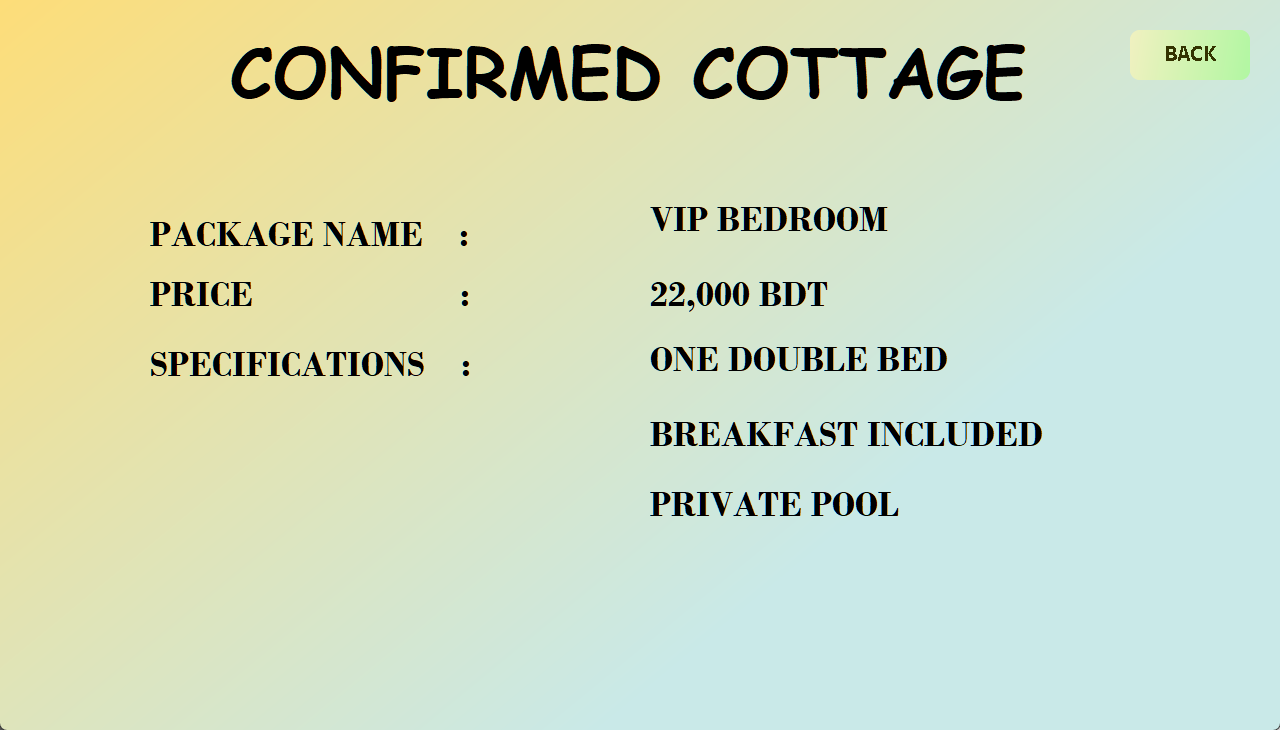 CONFIRMED COTTAGE
BACK
PACKAGE NAME : VIP BEDROOM
PRICE : 22,000 BDT
SPECIFICATIONS : ONE DOUBLE BED
BREAKFAST INCLUDED
PRIVATE POOL